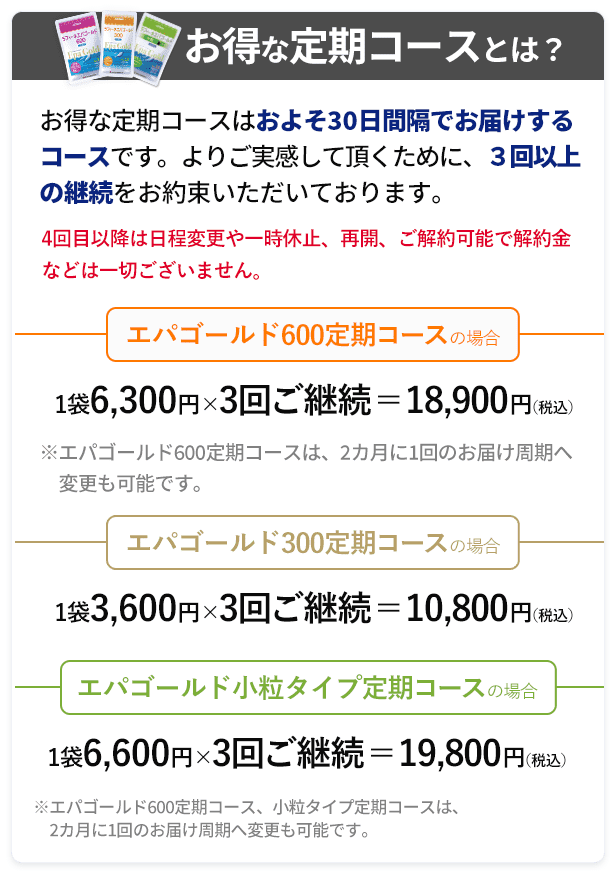 お得な定期コースとは？
お得な定期コースはおよそ30日間隔でお届けする
コースです。よりご実感して頂くために、３回以上
の継続をお約束いただいております。
4回目以降は日程変更や一時休止、再開、ご解約可能で解約金
などは一切ございません。
エパゴールド600定期コースの場合
1袋6,300円×3回ご継続＝18,900円(税込)
※エパゴールド600定期コースは、2カ月に1回のお届け周期へ
変更も可能です。
エパゴールド300定期コースの場合
1袋3,600円×3回ご継続＝10,800円(税込)
エパゴールド小粒タイプ定期コースの場合
1袋6,600円×3回ご継続＝19,800円(税込)
※エパゴールド600定期コース、小粒タイプ定期コースは、
2カ月に1回のお届け周期へ変更も可能です。